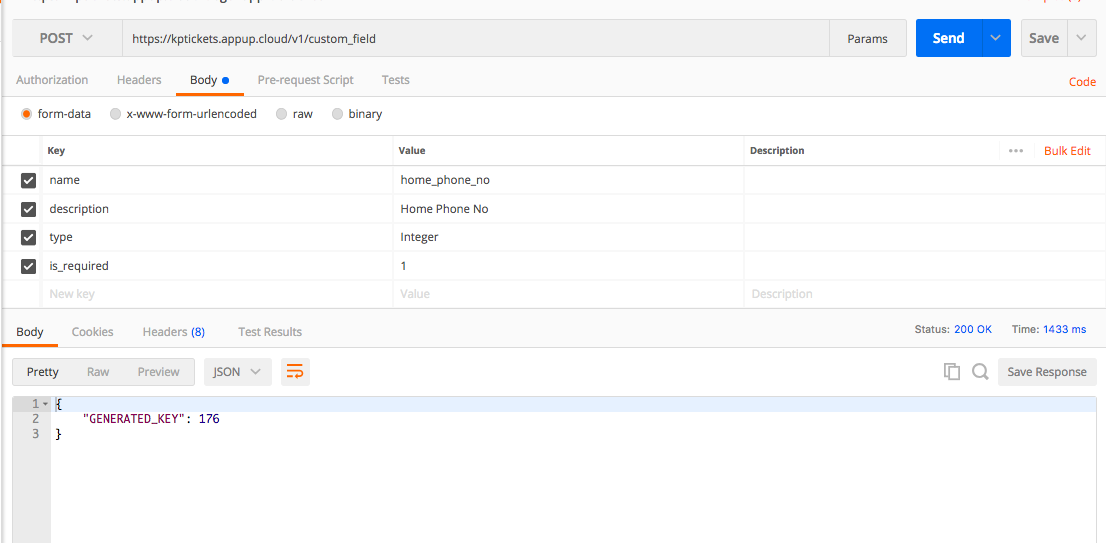 POST https://kptickets.appup.cloud/v1/custom_field Params Send Save
Authorization Headers Body Pre-request Script Tests Code
form-data x-www-form-urlencoded raw binary
Key Value Description ••• Bulk Edit
name home_phone_no
description Home Phone No
type Integer
is_required 1
New key Value Description
Body Cookies Headers (8) Test Results Status: 200 OK Time: 1433 ms
Pretty Raw Preview JSON Save Response
1 {
2 "GENERATED_KEY": 176
3 }